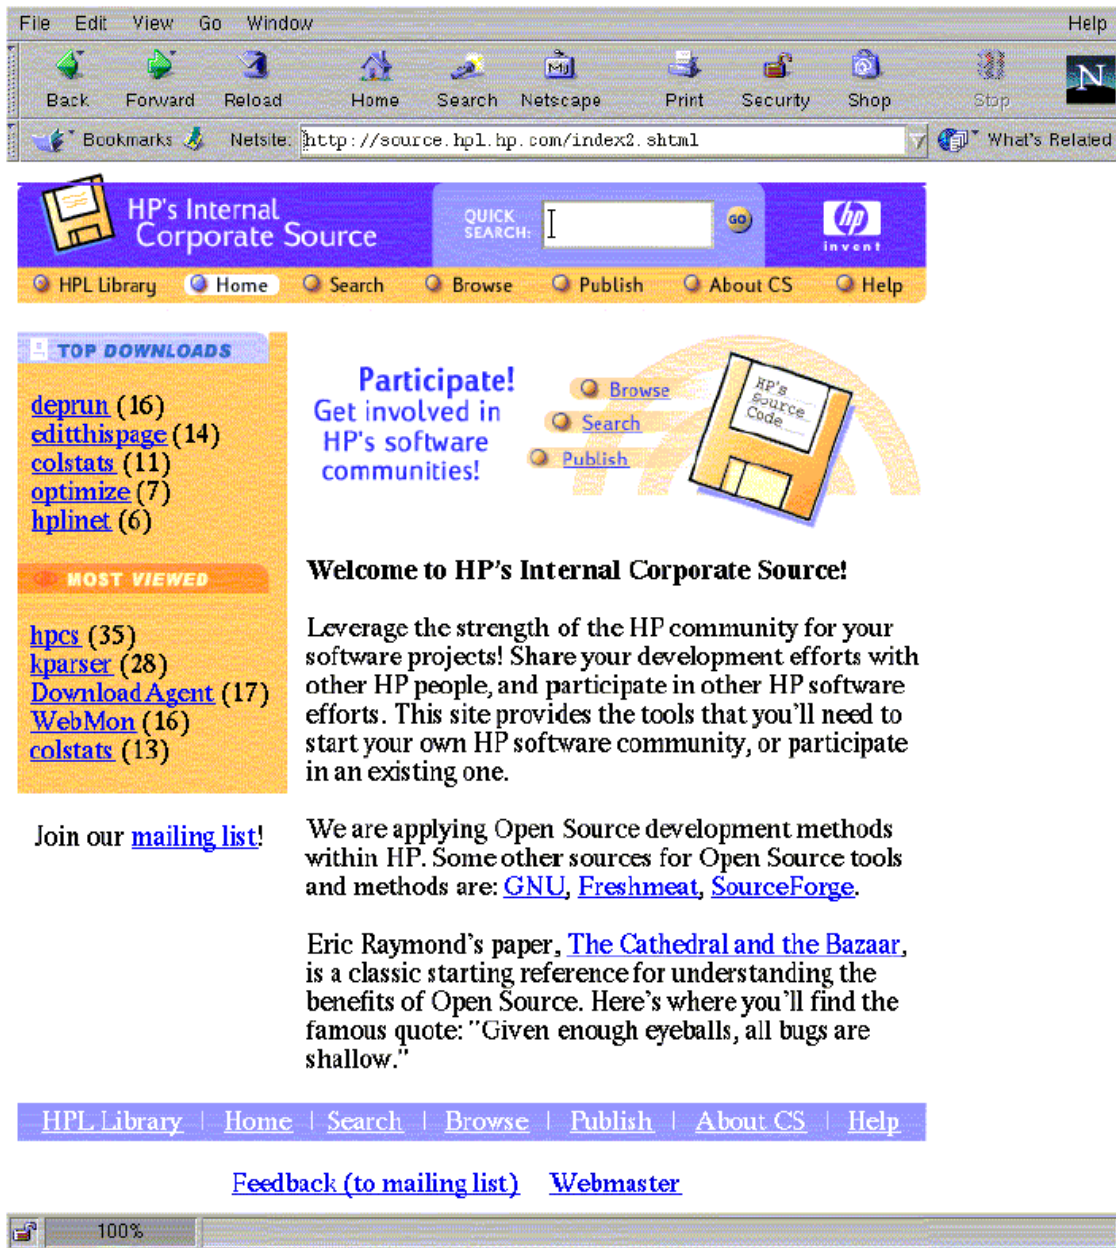 File Edit View Go Window Help
Back Forward Reload Home Search Netscape Print Security Shop Stop
N
My
Bookmarks Netsite: http://source.hpl.hp.com/index2.shtml What's Related
HP's Internal
Corporate Source
QUICK
SEARCH:
GO
hp
invent
HPL Library Home Search Browse Publish About CS Help
TOP DOWNLOADS
deprun (16)
editthispage (14)
colstats (11)
optimize (7)
hplinet (6)
MOST VIEWED
hpcs (35)
kparser (28)
DownloadAgent (17)
WebMon (16)
colstats (13)
Join our mailing list!
Participate!
Get involved in
HP's software
communities!
Browse
Search
Publish
HP's
Source
Code
Welcome to HP's Internal Corporate Source!
Leverage the strength of the HP community for your
software projects! Share your development efforts with
other HP people, and participate in other HP software
efforts. This site provides the tools that you'll need to
start your own HP software community, or participate
in an existing one.
We are applying Open Source development methods
within HP. Some other sources for Open Source tools
and methods are: GNU, Freshmeat, SourceForge.
Eric Raymond's paper, The Cathedral and the Bazaar,
is a classic starting reference for understanding the
benefits of Open Source. Here's where you'll find the
famous quote: "Given enough eyeballs, all bugs are
shallow."
HPL Library | Home | Search | Browse | Publish | About CS | Help
Feedback (to mailing list) Webmaster
100%